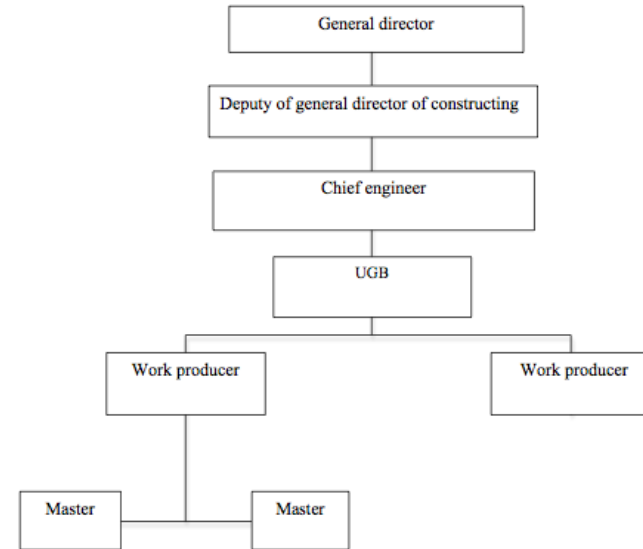 General director
Deputy of general director of constructing
Chief engineer
UGB
Work producer
Work producer
Master
Master